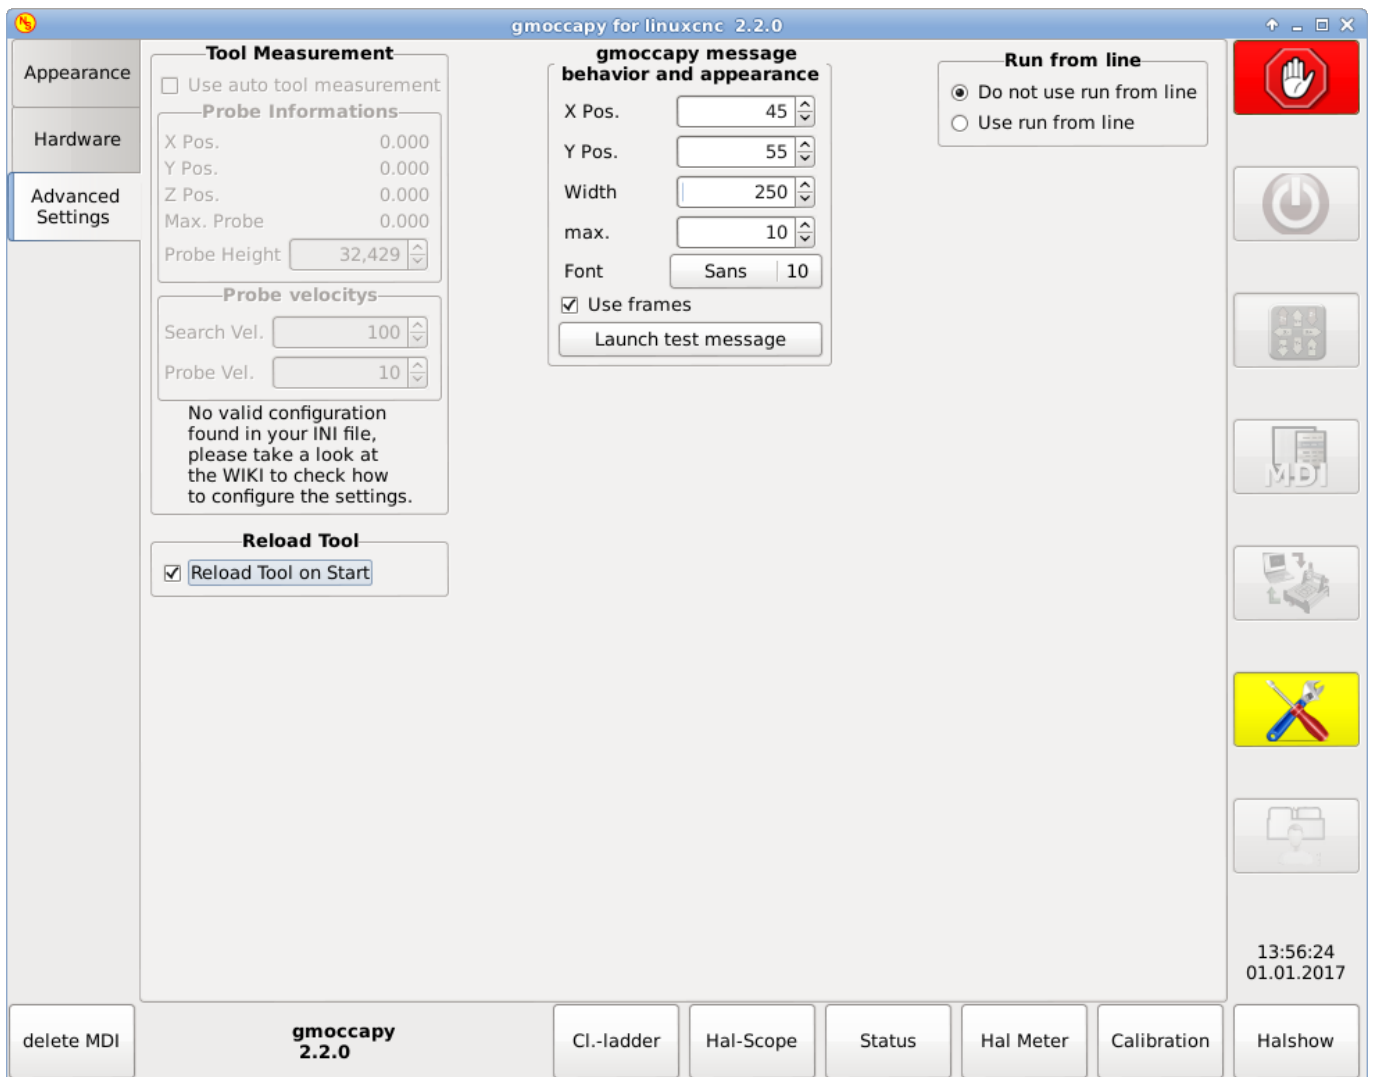 gmoccapy for linuxcnc 2.2.0
Appearance
Hardware
Advanced
Settings
Tool Measurement
Use auto tool measurement
Probe Informations
X Pos. 0.000
Y Pos. 0.000
Z Pos. 0.000
Max. Probe 0.000
Probe Height 32,429
Probe velocitys
Search Vel. 100
Probe Vel. 10
No valid configuration
found in your INI file,
please take a look at
the WIKI to check how
to configure the settings.
Reload Tool
Reload Tool on Start
gmoccapy message
behavior and appearance
X Pos. 45
Y Pos. 55
Width 250
max. 10
Font Sans 10
Use frames
Launch test message
Run from line
Do not use run from line
Use run from line
MDI
13:56:24
01.01.2017
delete MDI
gmoccapy
2.2.0
Cl.-ladder
Hal-Scope
Status
Hal Meter
Calibration
Halshow